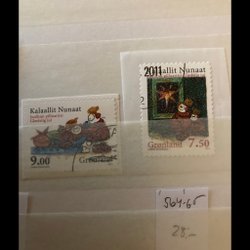 Kalaallit Nunaat
9.00
Grønland
2011
Kalaallit Nunaat
Grønland 7.50
564-65
28.-